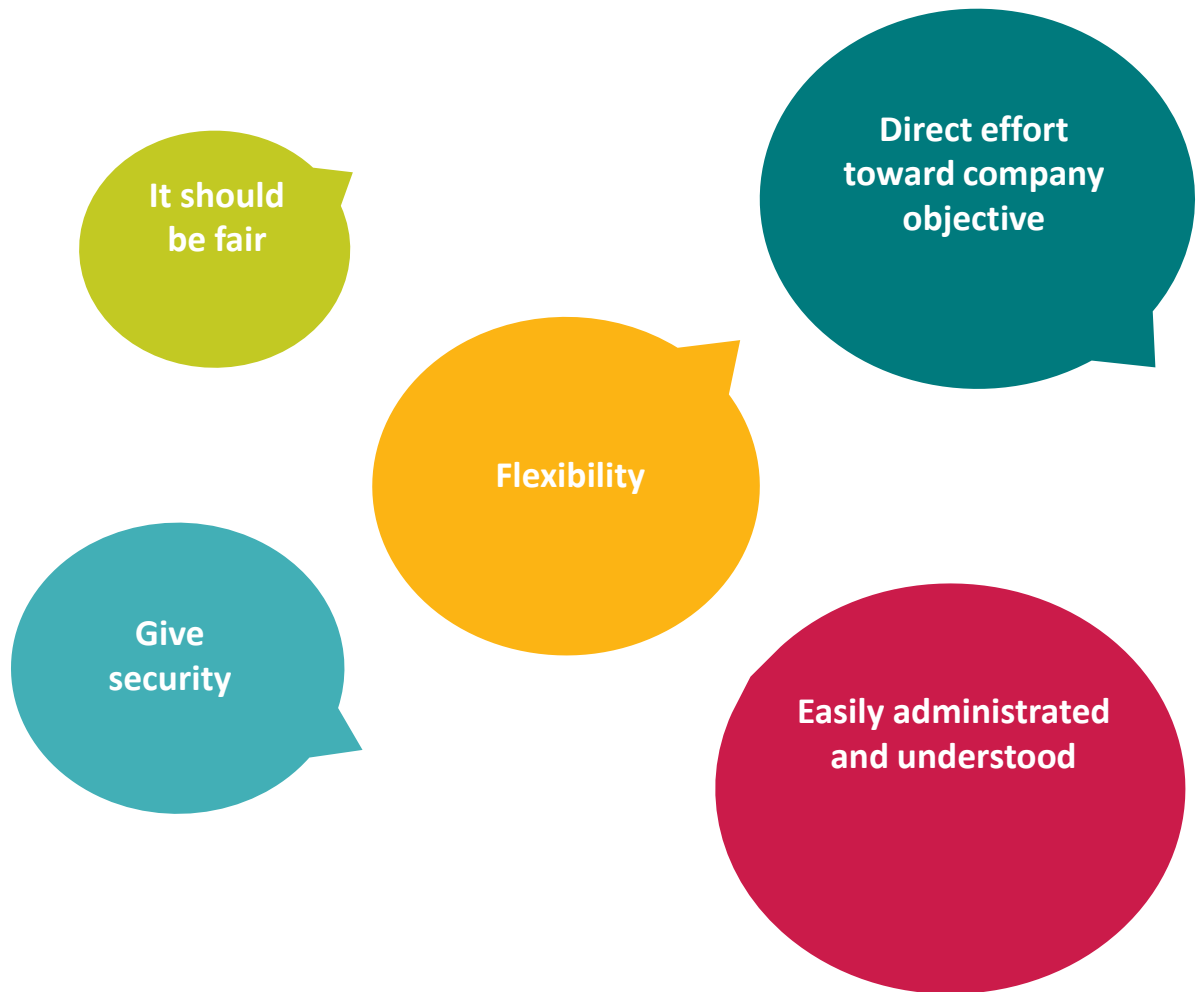 It should
be fair
Direct effort
toward company
objective
Flexibility
Give
security
Easily administrated
and understood